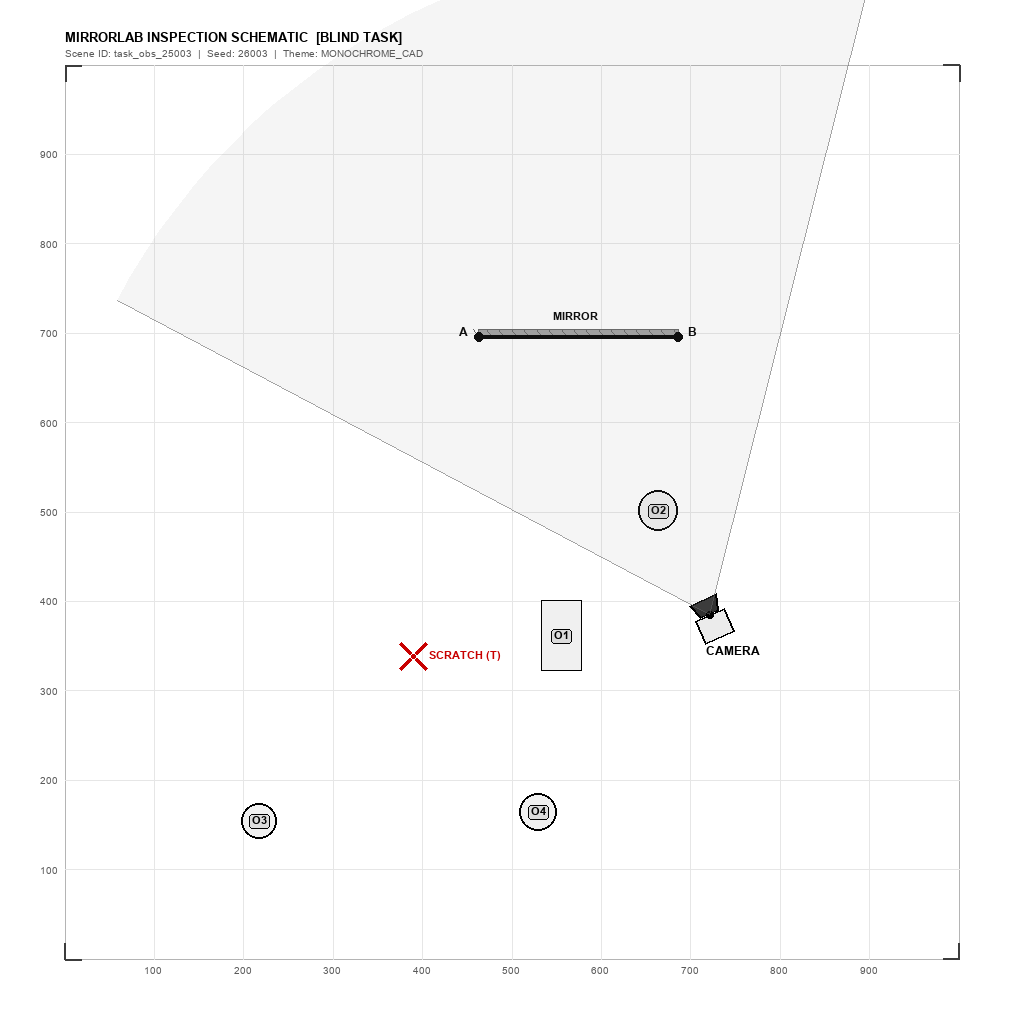 MIRRORLAB INSPECTION SCHEMATIC [BLIND TASK]
Scene ID: task_obs_25003 | Seed: 26003 | Theme: MONOCHROME_CAD
900
800
MIRROR
A
B
700
600
500
O2
400
O1
CAMERA
SCRATCH (T)
300
200
O4
O3
100
100 200 300 400 500 600 700 800 900